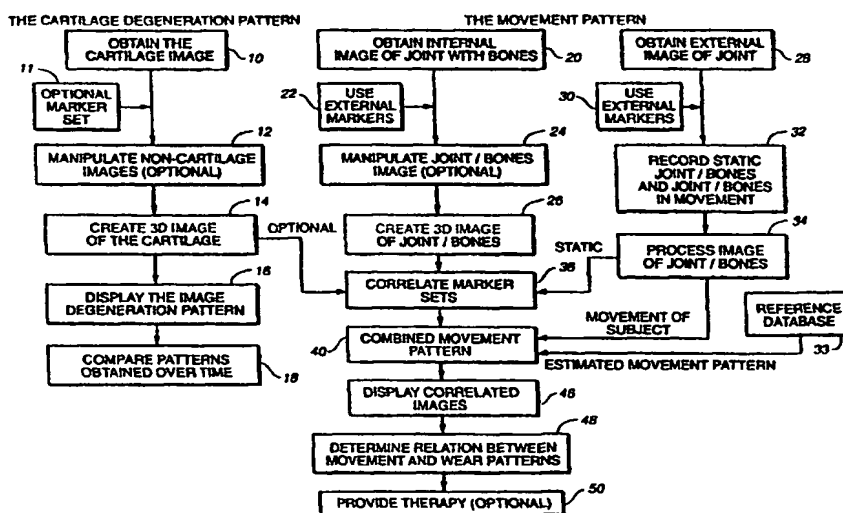 THE CARTILAGE DEGENERATION PATTERN
OBTAIN THE
CARTILAGE IMAGE
10
11
OPTIONAL
MARKER
SET
12
MANIPULATE NON-CARTILAGE
IMAGES (OPTIONAL)
14
CREATE 3D IMAGE
OF THE CARTILAGE
OPTIONAL
16
DISPLAY THE IMAGE
DEGENERATION PATTERN
COMPARE PATTERNS
OBTAINED OVER TIME
18
THE MOVEMENT PATTERN
OBTAIN INTERNAL
IMAGE OF JOINT WITH BONES
20
22
USE
EXTERNAL
MARKERS
24
MANIPULATE JOINT / BONES
IMAGE (OPTIONAL)
26
CREATE 3D IMAGE
OF JOINT / BONES
OBTAIN EXTERNAL
IMAGE OF JOINT
28
30
USE
EXTERNAL
MARKERS
32
RECORD STATIC
JOINT / BONES
AND JOINT / BONES
IN MOVEMENT
34
PROCESS IMAGE
OF JOINT / BONES
STATIC
36
CORRELATE MARKER
SETS
MOVEMENT OF
SUBJECT
REFERENCE
DATABASE
33
40
COMBINED MOVEMENT
PATTERN
ESTIMATED MOVEMENT PATTERN
DISPLAY CORRELATED
IMAGES
46
48
DETERMINE RELATION BETWEEN
MOVEMENT AND WEAR PATTERNS
50
PROVIDE THERAPY (OPTIONAL)